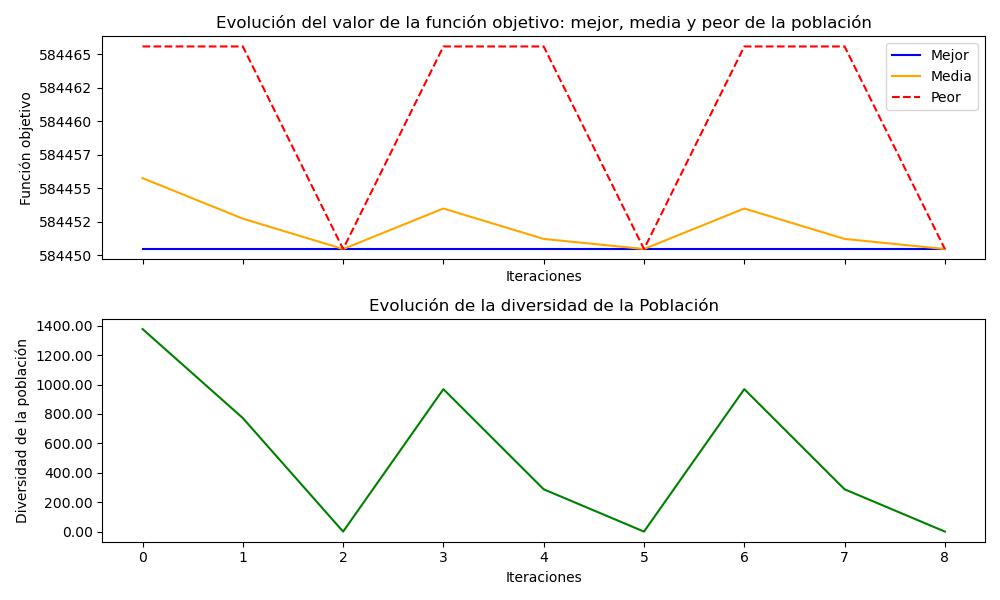 Evolución del valor de la función objetivo: mejor, media y peor de la población
Función objetivo
584465
584462
584460
584457
584455
584452
584450
Mejor
Media
Peor
Iteraciones
Evolución de la diversidad de la Población
Diversidad de la población
1400.00
1200.00
1000.00
800.00
600.00
400.00
200.00
0.00
0 1 2 3 4 5 6 7 8
Iteraciones